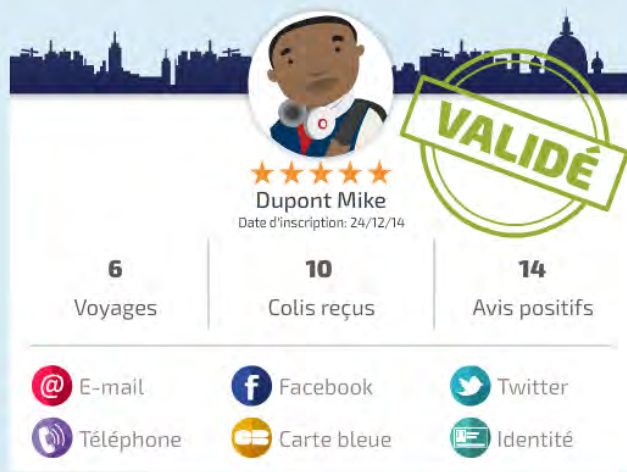 VALIDÉ
Dupont Mike
Date d'inscription: 24/12/14
6
10
14
Voyages
Colis reçus
Avis positifs
@ E-mail
f Facebook
Twitter
Téléphone
CB Carte bleue
Identité